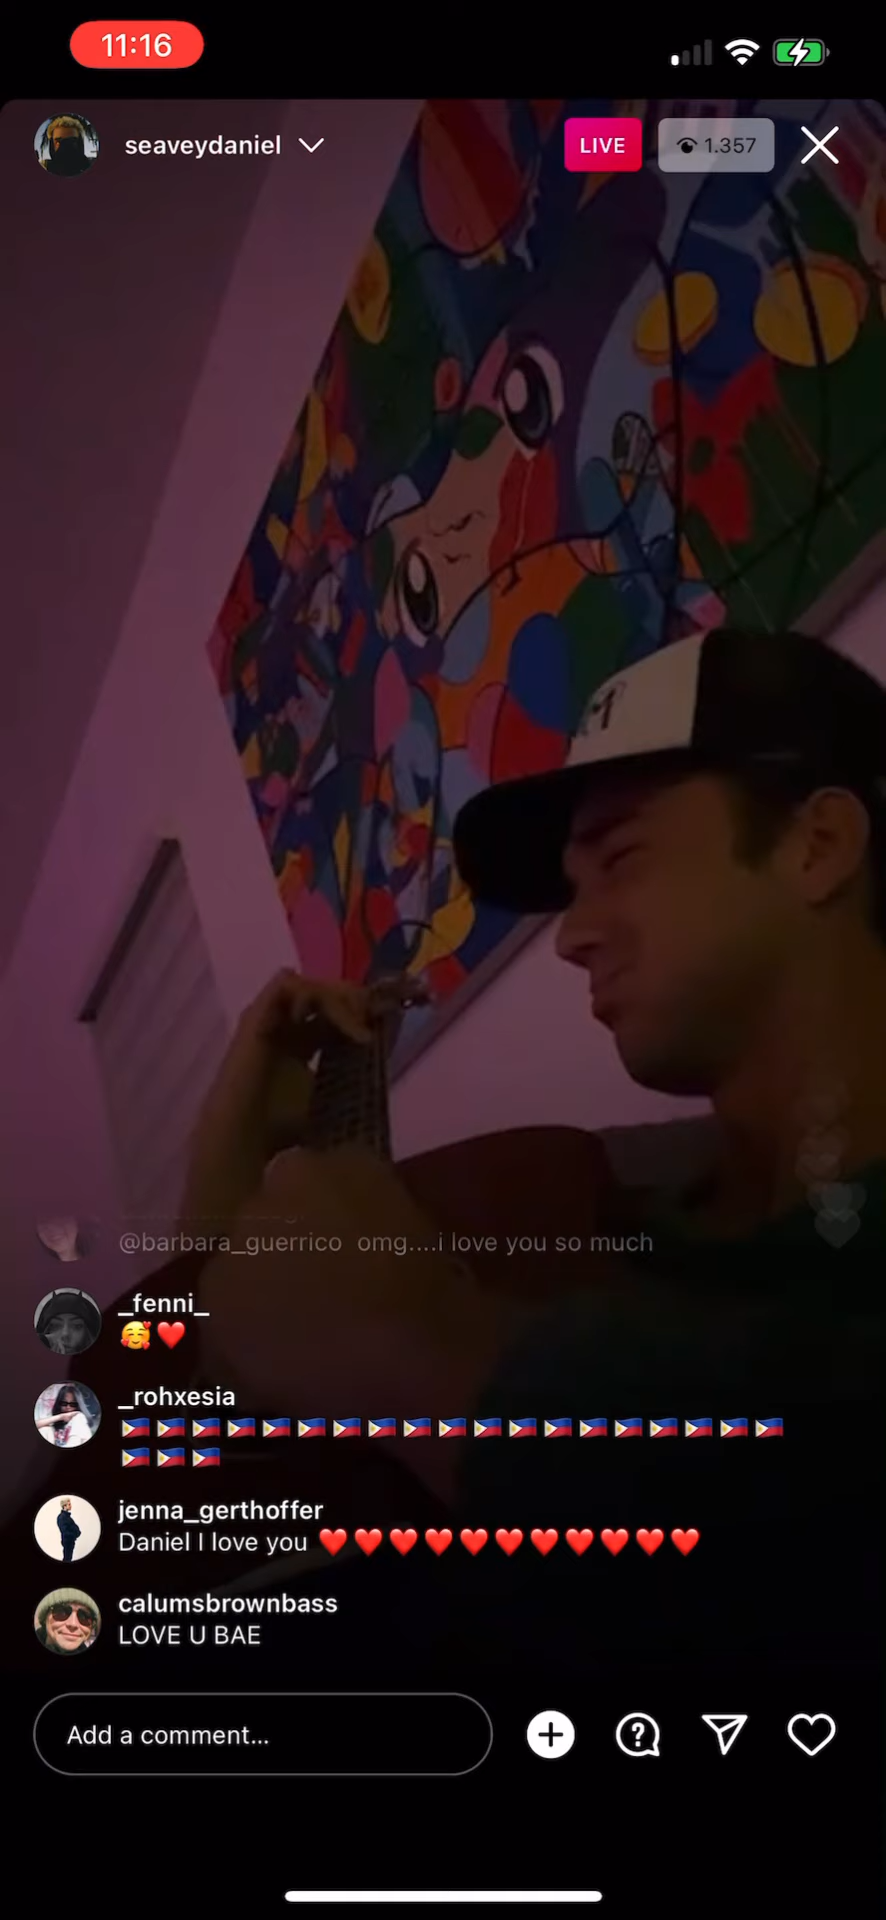 11:16
seaveydaniel
LIVE
1.357
@barbara_guerrico omg....i love you so much
_fenni_
🥰❤️
_rohxesia
🇵🇭🇵🇭🇵🇭🇵🇭🇵🇭🇵🇭🇵🇭🇵🇭🇵🇭🇵🇭🇵🇭🇵🇭🇵🇭🇵🇭🇵🇭🇵🇭🇵🇭🇵🇭🇵🇭
🇵🇭🇵🇭🇵🇭
jenna_gerthoffer
Daniel I love you ❤️❤️❤️❤️❤️❤️❤️❤️❤️❤️❤️
calumsbrownbass
LOVE U BAE
Add a comment...